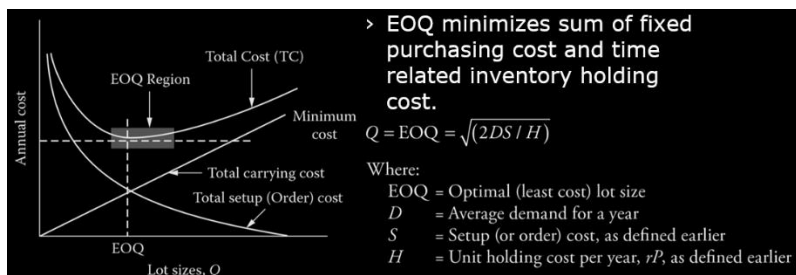 Annual cost
Total Cost (TC)
EOQ Region
Minimum
cost
Total carrying cost
Total setup (Order) cost
EOQ
Lot sizes, Q
› EOQ minimizes sum of fixed
purchasing cost and time
related inventory holding
cost.
Q = EOQ = √(2DS / H)
Where:
EOQ = Optimal (least cost) lot size
D = Average demand for a year
S = Setup (or order) cost, as defined earlier
H = Unit holding cost per year, rP, as defined earlier